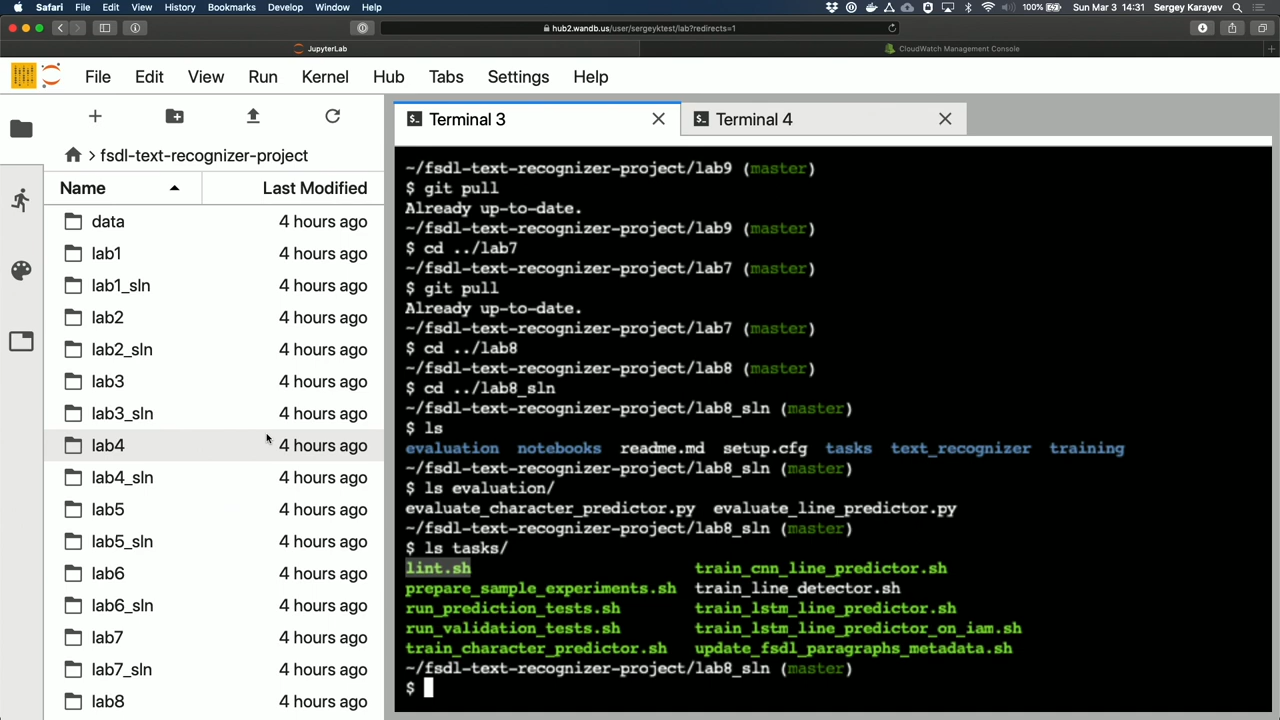 Safari File Edit View History Bookmarks Develop Window Help 100% Sun Mar 3 14:31 Sergey Karayev
hub2.wandb.us/user/sergeyktest/lab?redirects=1
JupyterLab CloudWatch Management Console
File Edit View Run Kernel Hub Tabs Settings Help
> fsdl-text-recognizer-project
Name Last Modified
data 4 hours ago
lab1 4 hours ago
lab1_sln 4 hours ago
lab2 4 hours ago
lab2_sln 4 hours ago
lab3 4 hours ago
lab3_sln 4 hours ago
lab4 4 hours ago
lab4_sln 4 hours ago
lab5 4 hours ago
lab5_sln 4 hours ago
lab6 4 hours ago
lab6_sln 4 hours ago
lab7 4 hours ago
lab7_sln 4 hours ago
lab8 4 hours ago
Terminal 3 Terminal 4
~/fsdl-text-recognizer-project/lab9 (master)
$ git pull
Already up-to-date.
~/fsdl-text-recognizer-project/lab9 (master)
$ cd ../lab7
~/fsdl-text-recognizer-project/lab7 (master)
$ git pull
Already up-to-date.
~/fsdl-text-recognizer-project/lab7 (master)
$ cd ../lab8
~/fsdl-text-recognizer-project/lab8 (master)
$ cd ../lab8_sln
~/fsdl-text-recognizer-project/lab8_sln (master)
$ ls
evaluation notebooks readme.md setup.cfg tasks text_recognizer training
~/fsdl-text-recognizer-project/lab8_sln (master)
$ ls evaluation/
evaluate_character_predictor.py evaluate_line_predictor.py
~/fsdl-text-recognizer-project/lab8_sln (master)
$ ls tasks/
lint.sh train_cnn_line_predictor.sh
prepare_sample_experiments.sh train_line_detector.sh
run_prediction_tests.sh train_lstm_line_predictor.sh
run_validation_tests.sh train_lstm_line_predictor_on_iam.sh
train_character_predictor.sh update_fsdl_paragraphs_metadata.sh
~/fsdl-text-recognizer-project/lab8_sln (master)
$